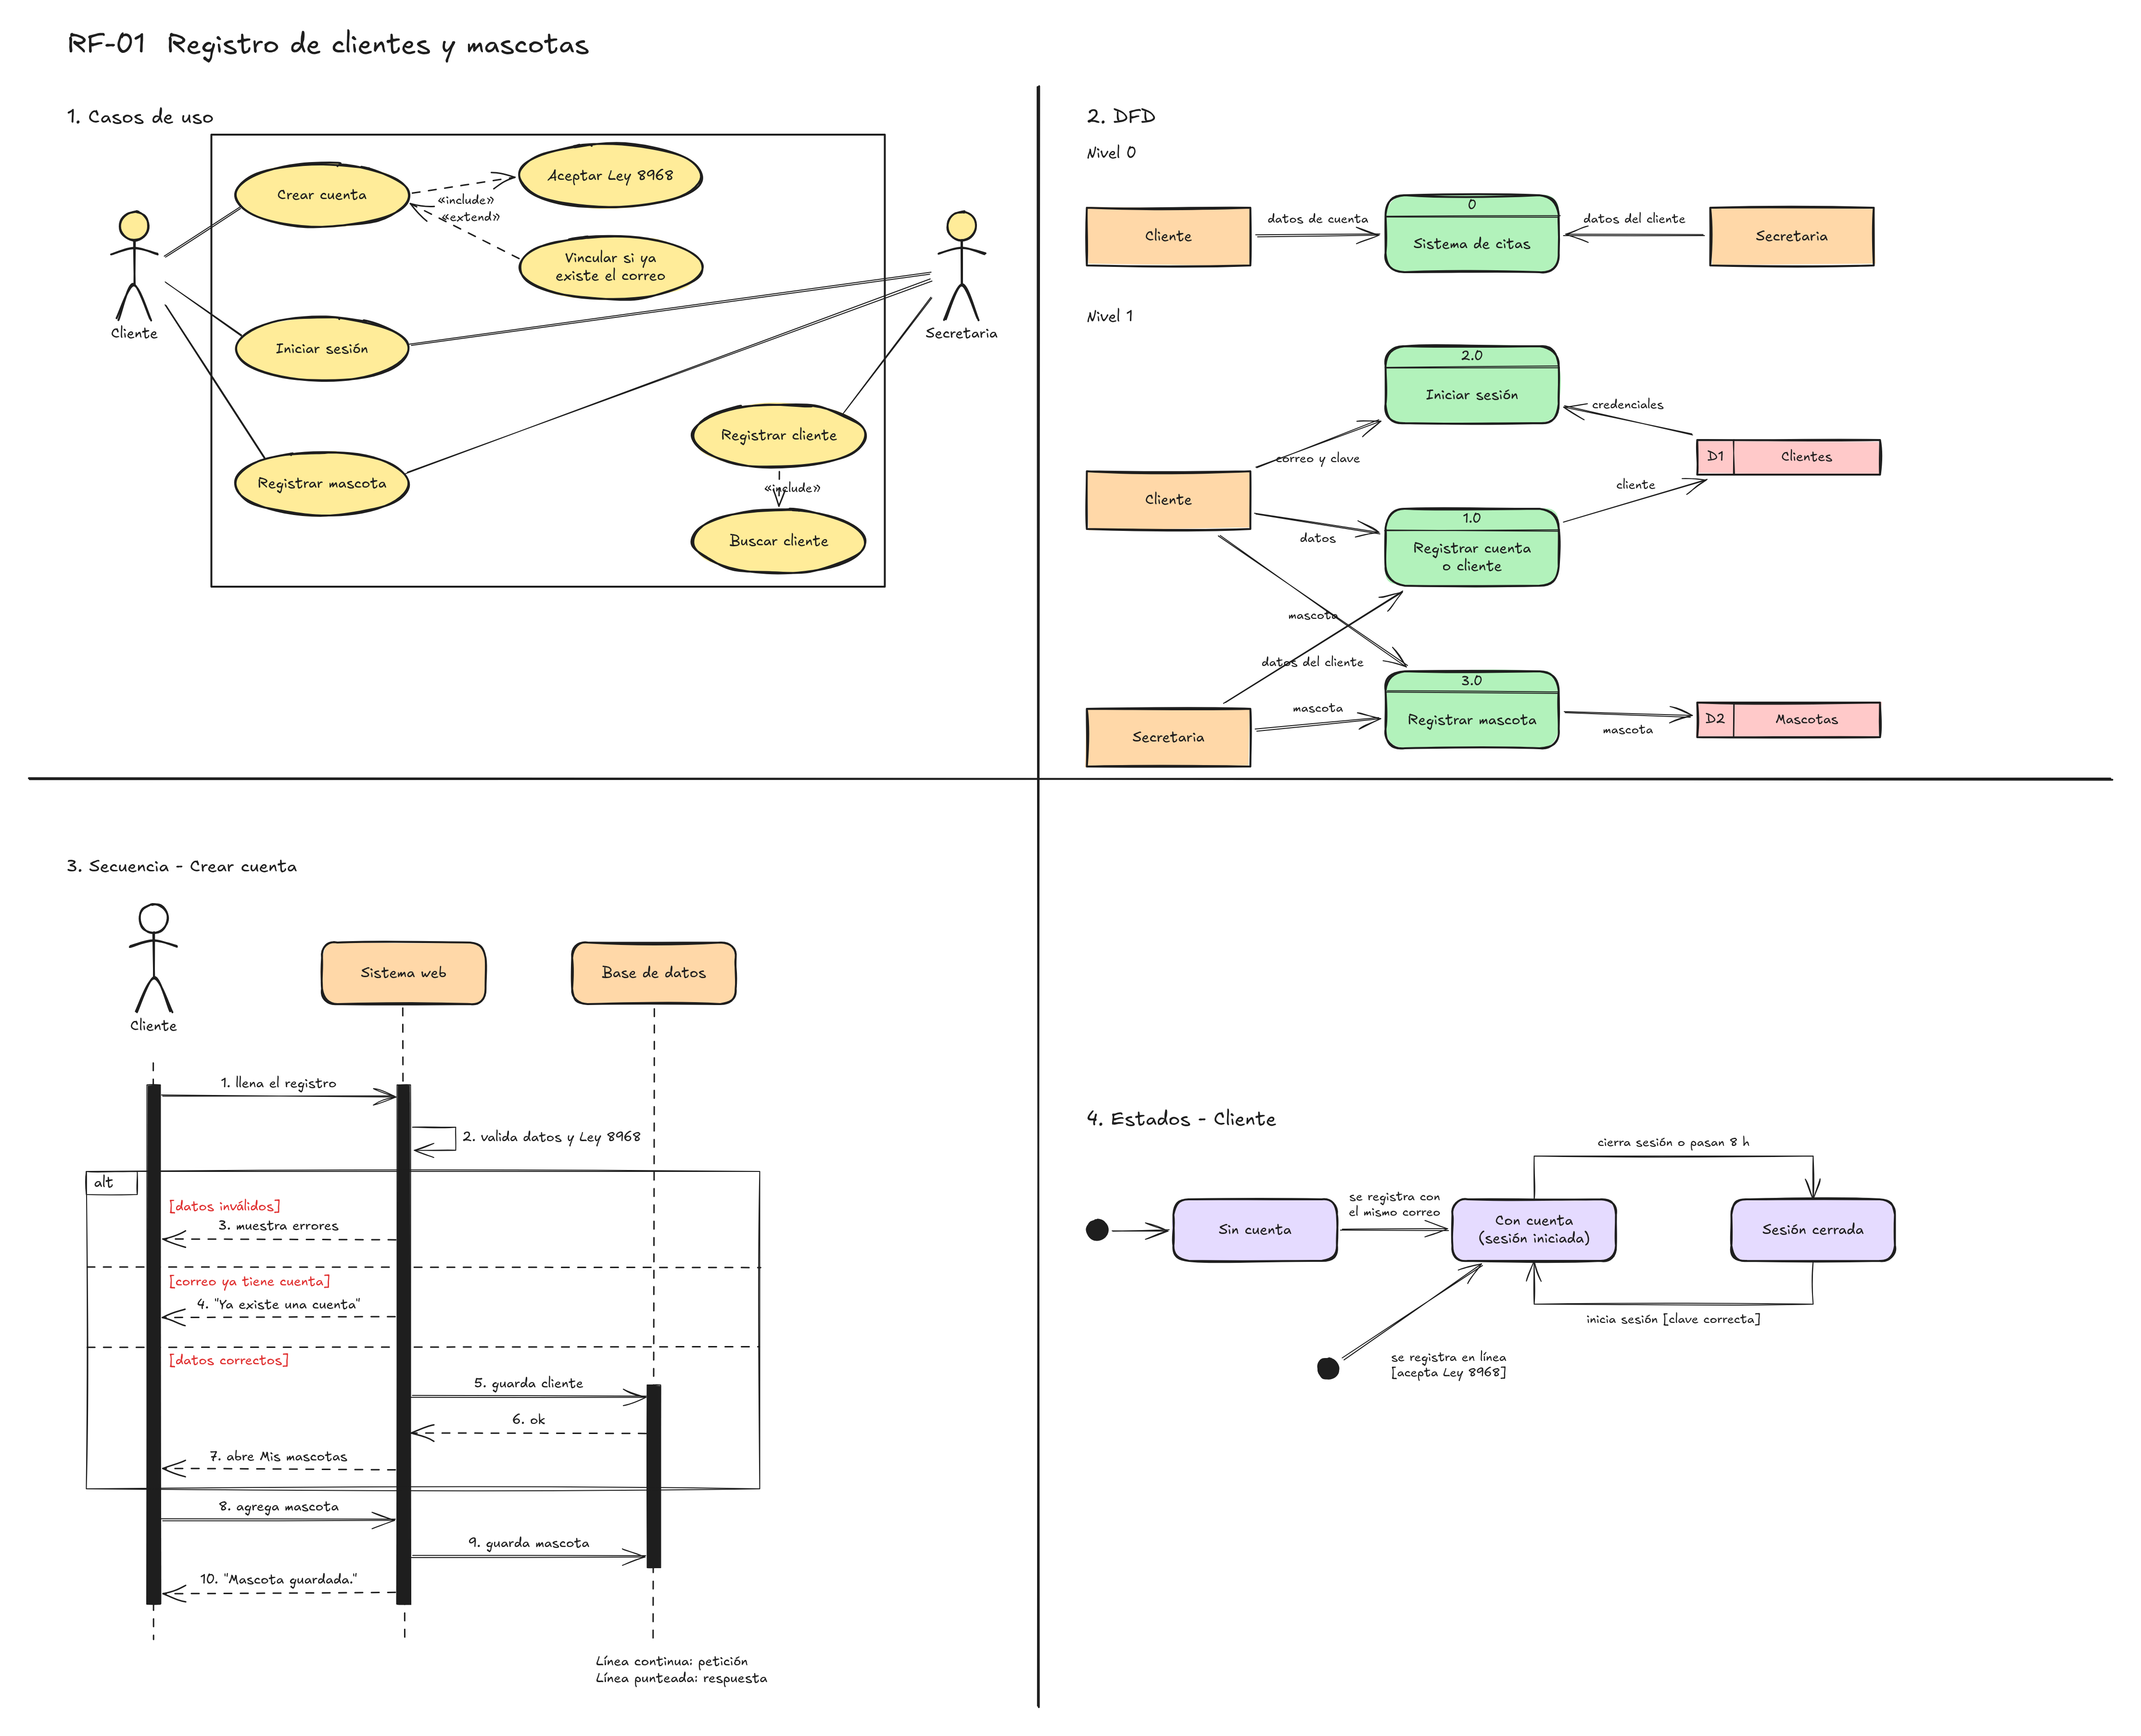 RF-01 Registro de clientes y mascotas
1. Casos de uso
Crear cuenta
Aceptar Ley 8968
«include»
«extend»
Vincular si ya
existe el correo
Cliente
Secretaria
Iniciar sesión
Registrar cliente
Registrar mascota
«include»
Buscar cliente
2. DFD
Nivel 0
Cliente
datos de cuenta
0
Sistema de citas
datos del cliente
Secretaria
Nivel 1
2.0
Iniciar sesión
credenciales
correo y clave
D1
Clientes
cliente
Cliente
1.0
Registrar cuenta
o cliente
datos
mascota
datos del cliente
3.0
Registrar mascota
mascota
Secretaria
D2
Mascotas
mascota
3. Secuencia - Crear cuenta
Cliente
Sistema web
Base de datos
1. llena el registro
2. valida datos y Ley 8968
alt
[datos inválidos]
3. muestra errores
[correo ya tiene cuenta]
4. "Ya existe una cuenta"
[datos correctos]
5. guarda cliente
6. ok
7. abre Mis mascotas
8. agrega mascota
9. guarda mascota
10. "Mascota guardada."
Línea continua: petición
Línea punteada: respuesta
4. Estados - Cliente
cierra sesión o pasan 8 h
Sin cuenta
se registra con
el mismo correo
Con cuenta
(sesión iniciada)
Sesión cerrada
inicia sesión [clave correcta]
se registra en línea
[acepta Ley 8968]